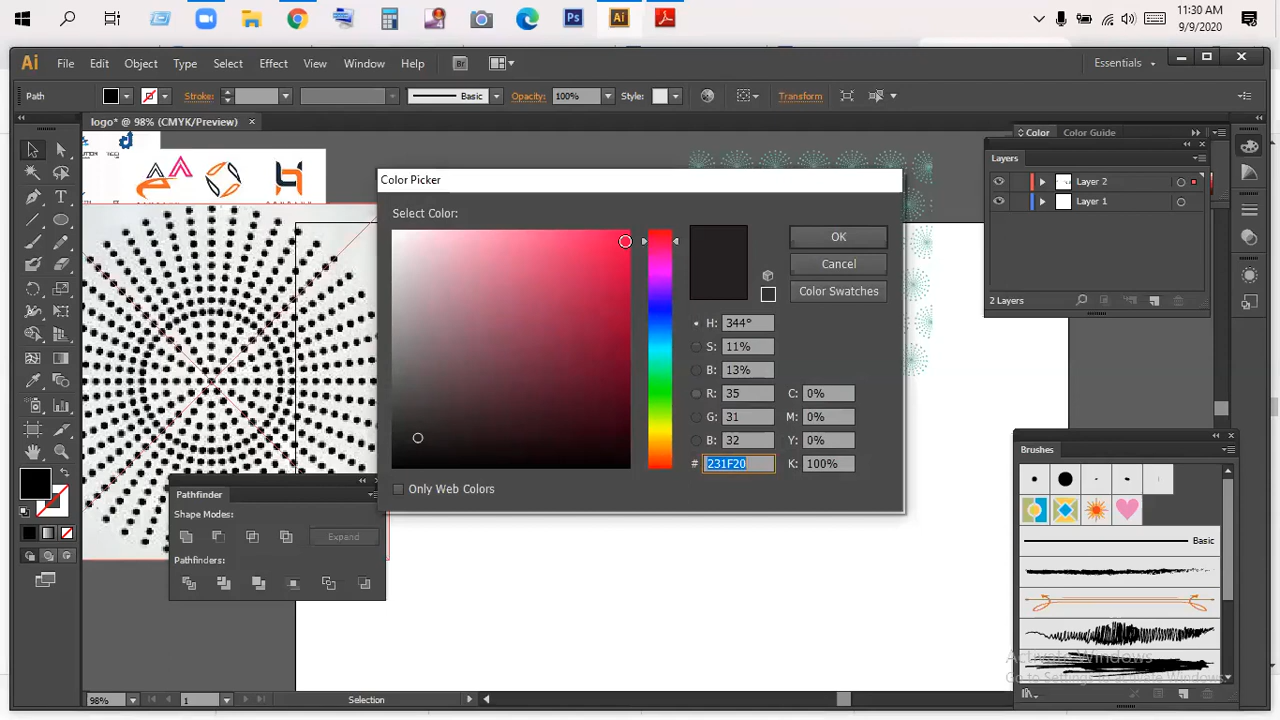 11:30 AM
9/9/2020
Ps
Ai
Ai File Edit Object Type Select Effect View Window Help Br Essentials
Path Stroke: Basic Opacity: 100% Style: Transform
logo* @ 98% (CMYK/Preview)
Color Color Guide
Layers
Layer 2
Layer 1
2 Layers
Color Picker
Select Color:
OK
Cancel
Color Swatches
H: 344°
S: 11%
B: 13%
R: 35 C: 0%
G: 31 M: 0%
B: 32 Y: 0%
# 231F20 K: 100%
Only Web Colors
Pathfinder
Shape Modes:
Expand
Pathfinders:
Brushes
Basic
Activate Windows
Go to Settings to activate Windows.
98% 1 Selection